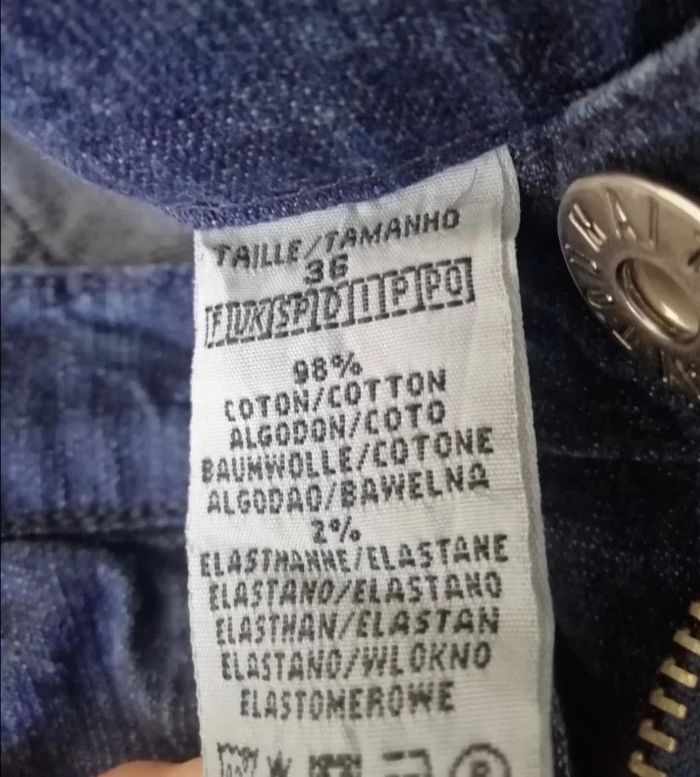 TAILLE/TAMANHO
36
F UK SP D I P PO
98%
COTON/COTTON
ALGODON/COTO
BAUMWOLLE/COTONE
ALGODAO/BAWELNA
2%
ELASTHANNE/ELASTANE
ELASTANO/ELASTANO
ELASTHAN/ELASTAN
ELASTANO/WLOKNO
ELASTOMEROWE
P